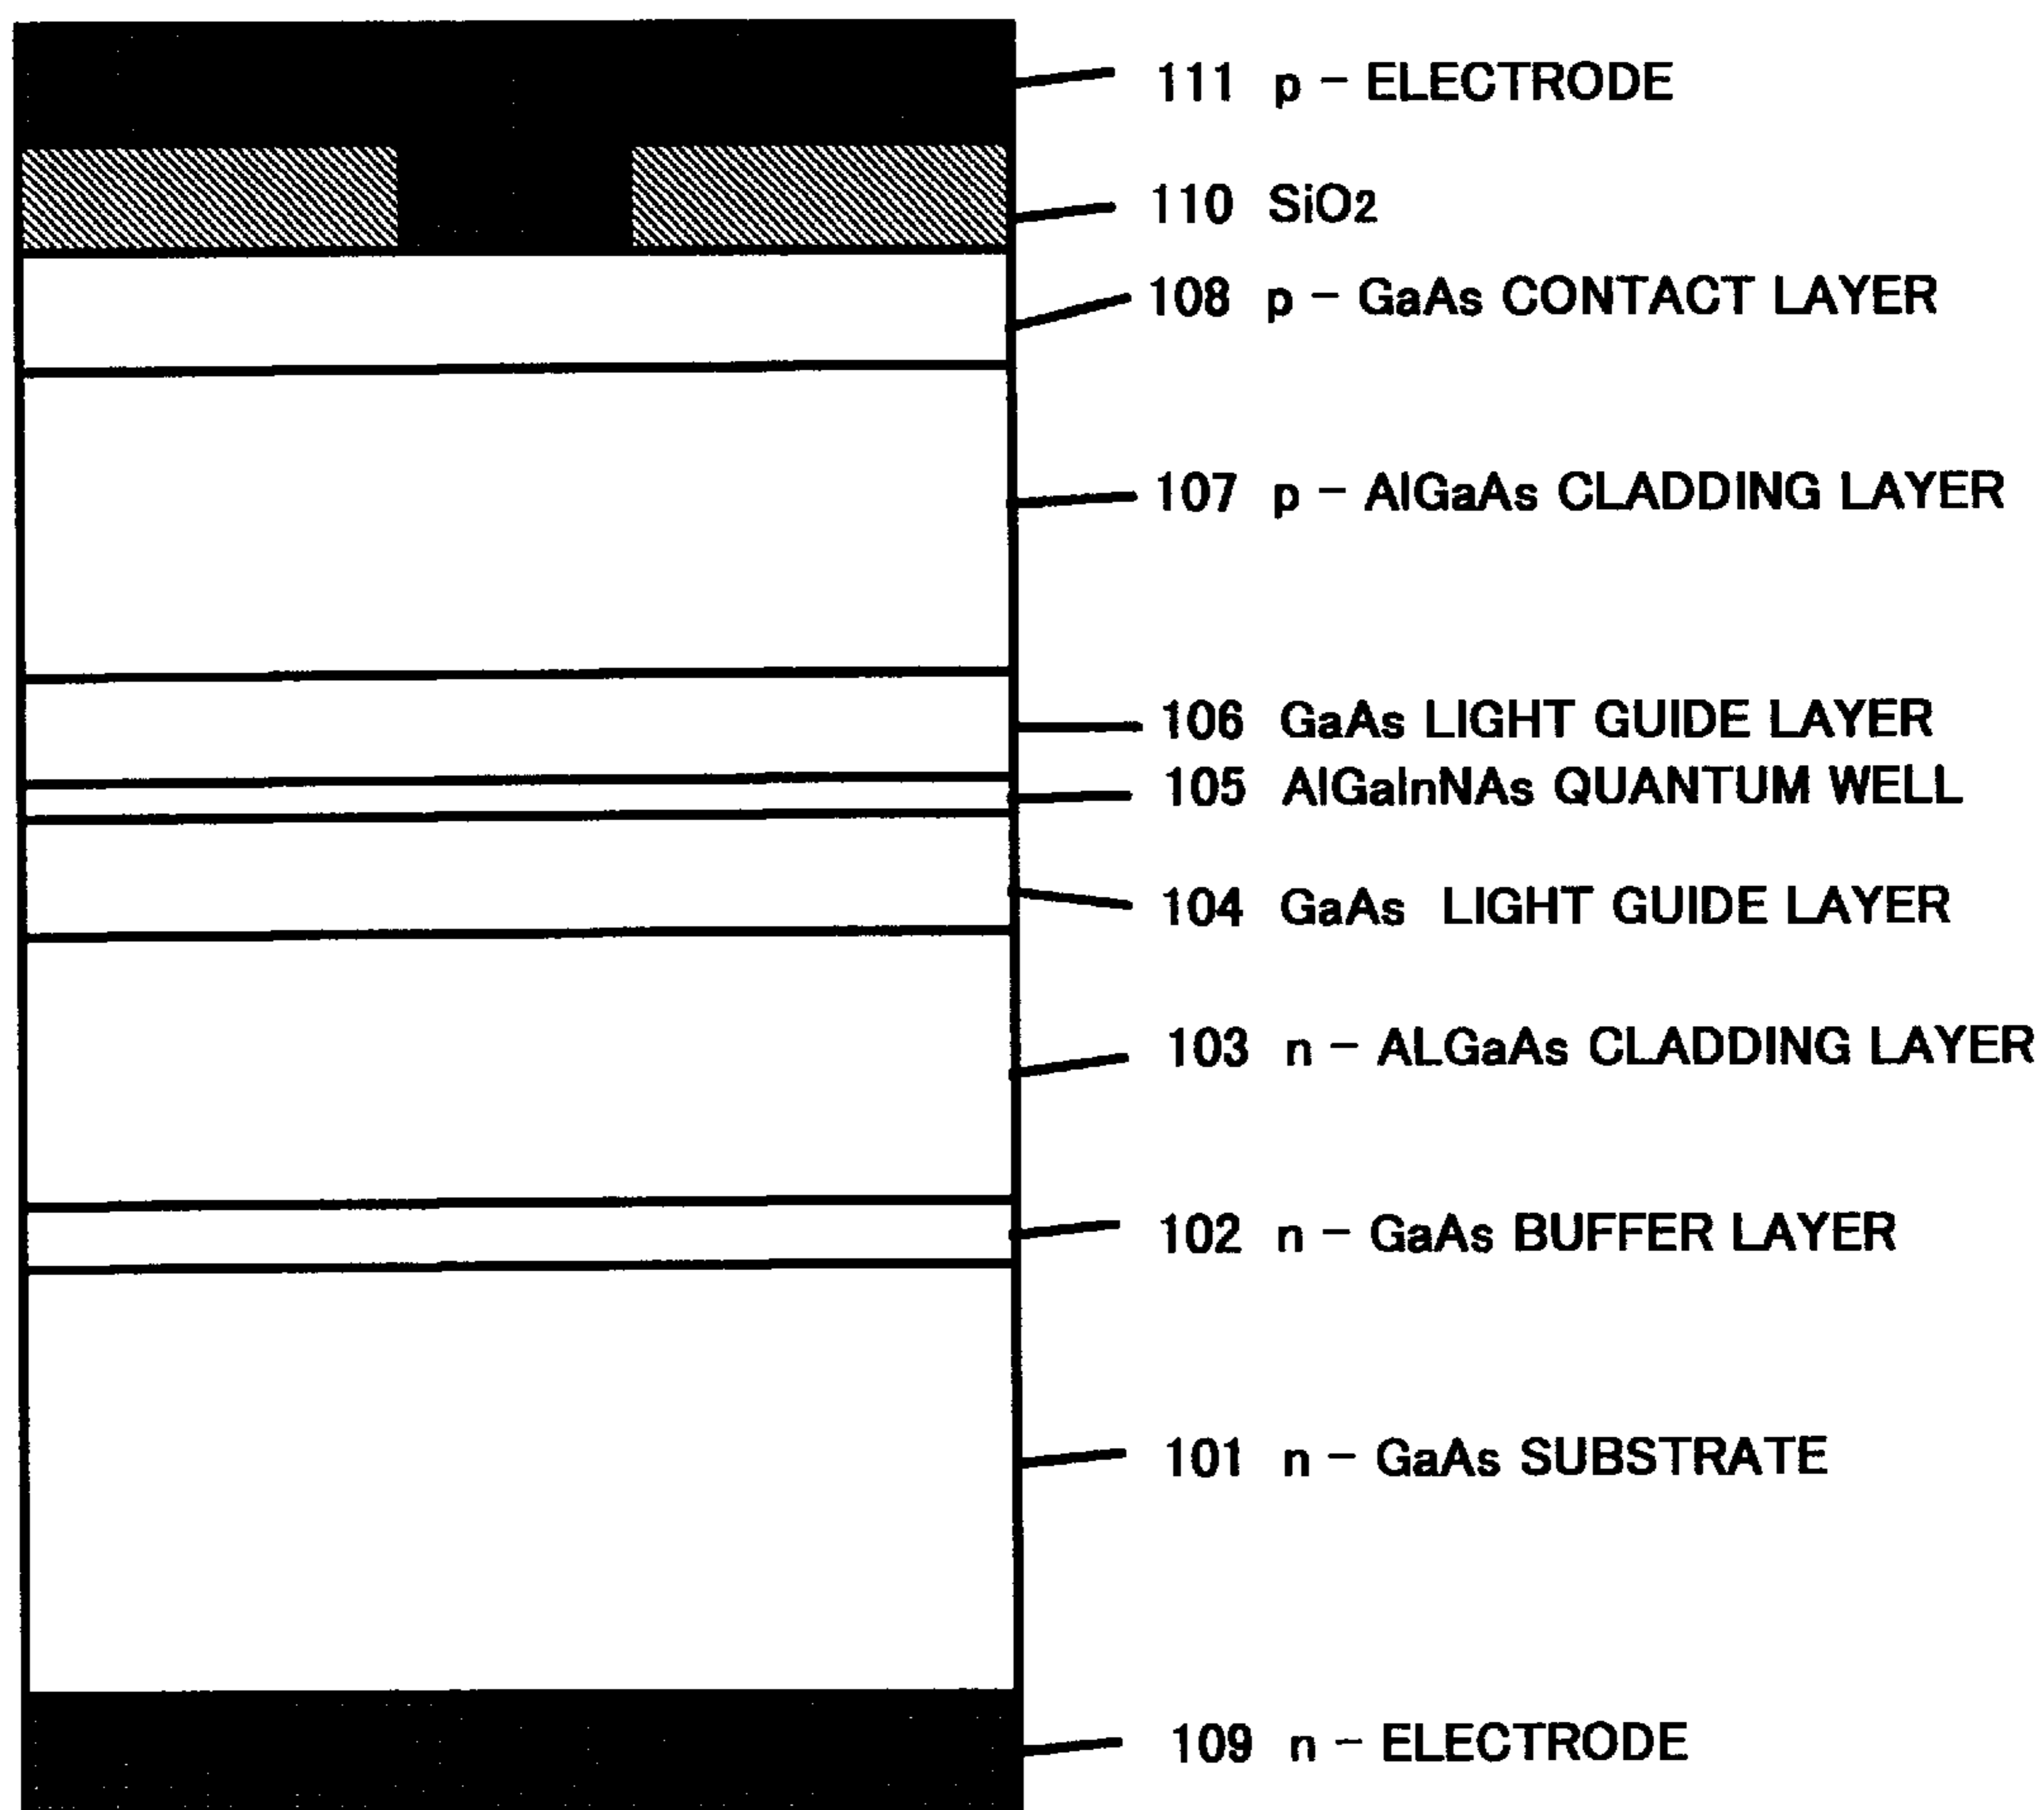 111 p - ELECTRODE
110 SiO2
108 p - GaAs CONTACT LAYER
107 p - AlGaAs CLADDING LAYER
106 GaAs LIGHT GUIDE LAYER
105 AlGaInNAs QUANTUM WELL
104 GaAs LIGHT GUIDE LAYER
103 n - ALGaAs CLADDING LAYER
102 n - GaAs BUFFER LAYER
101 n - GaAs SUBSTRATE
109 n - ELECTRODE